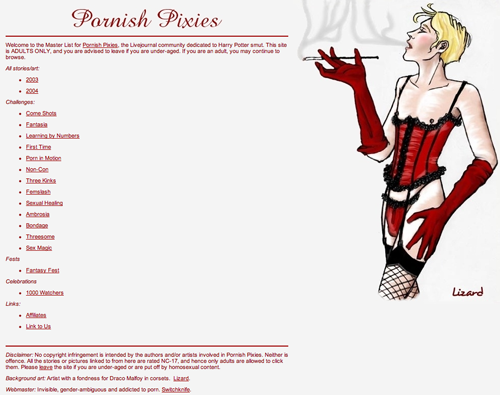 Pornish Pixies
Welcome to the Master List for Pornish Pixies, the Livejournal community dedicated to Harry Potter smut. This site
is ADULTS ONLY, and you are advised to leave if you are under-aged. If you are an adult, you may continue to
browse.
All stories/art:
2003
2004
Challenges:
Come Shots
Fantasia
Learning by Numbers
First Time
Porn in Motion
Non-Con
Three Kinks
Femslash
Sexual Healing
Ambrosia
Bondage
Threesome
Sex Magic
Fests
Fantasy Fest
Celebrations
1000 Watchers
Links:
Affiliates
Link to Us
Disclaimer: No copyright infringement is intended by the authors and/or artists involved in Pornish Pixies. Neither is
offence. All the stories or pictures linked to from here are rated NC-17, and hence only adults are allowed to click
them. Please leave the site if you are under-aged or are put off by homosexual content.
Background art: Artist with a fondness for Draco Malfoy in corsets. Lizard.
Webmaster: Invisible, gender-ambiguous and addicted to porn. Switchknife.
Lizard